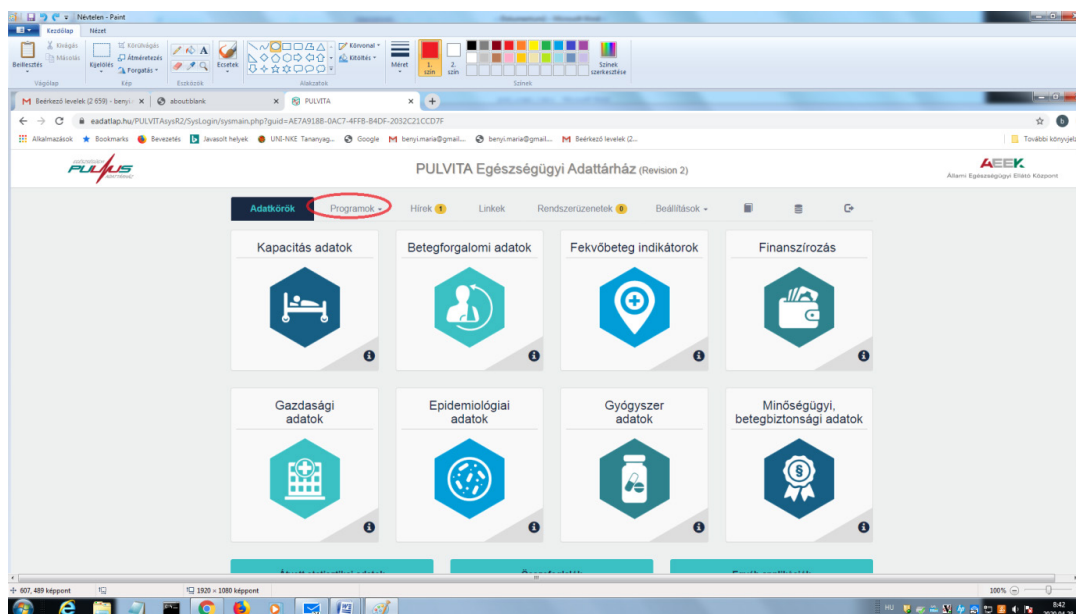 Névtelen - Paint
Kezdőlap Nézet
Beillesztés Kivágás Másolás Kijelölés Körülvágás Átméretezés Forgatás Ecsetek Körvonal Kitöltés Méret 1. szín 2. szín Színek szerkesztése
Vágólap Kép Eszközök Alakzatok Színek
Beérkező levelek (2 659) - benyi aboutblank PULVITA
eadatlap.hu/PULVITAsysR2/SysLogin/sysmain.php?guid=AE7A918B-0AC7-4FFB-84DF-2032C21CCD7F
Alkalmazások Bookmarks Bevezetés Javasolt helyek UNI-NKE Tananyag... Google benyi.maria@gmail... benyi.maria@gmail... Beérkező levelek (2... További könyvjelz
PULVUS
PULVITA Egészségügyi Adattárház (Revision 2)
AEEK
Állami Egészségügyi Ellátó Központ
Adatkörök Programok Hírek 1 Linkek Rendszerüzenetek 0 Beállítások
Kapacitás adatok Betegforgalmi adatok Fekvőbeteg indikátorok Finanszírozás
Gazdasági adatok Epidemiológiai adatok Gyógyszer adatok Minőségügyi, betegbiztonsági adatok
607, 489 képpont 1920 × 1080 képpont 100%
HU 8:42